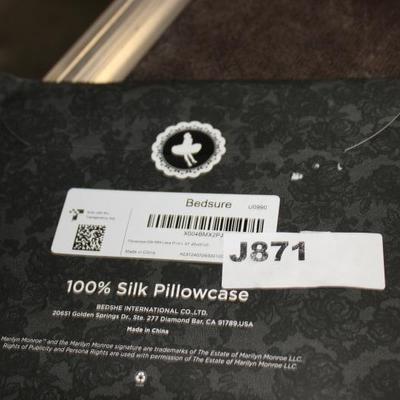 Bedsure
U0990
X004BMX2PJ
Made in China
J871
100% Silk Pillowcase
BEDSHE INTERNATIONAL CO.,LTD.
20651 Golden Springs Dr., Ste. 277 Diamond Bar, CA 91789,USA
Made in China
Marilyn Monroe™ and the Marilyn Monroe signature are trademarks of The Estate of Marilyn Monroe LLC.
Rights of Publicity and Persona Rights are used with permission of The Estate of Marilyn Monroe LLC.